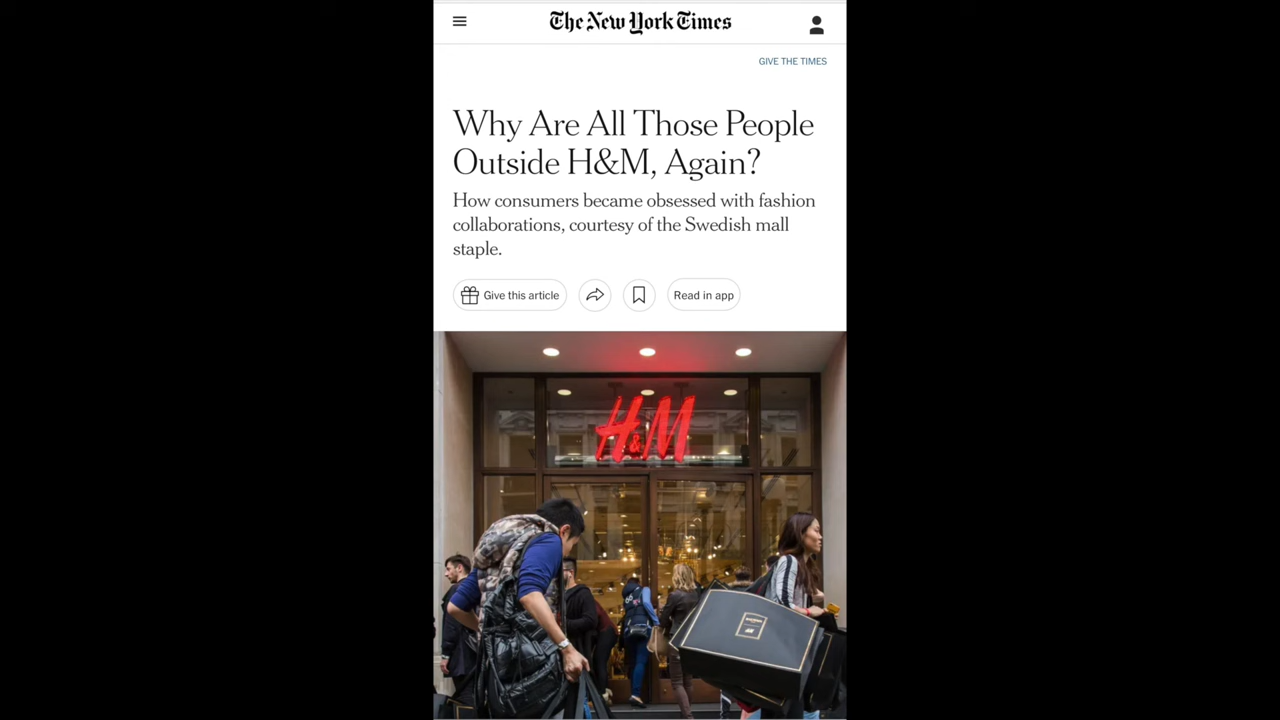 The New York Times
GIVE THE TIMES
Why Are All Those People
Outside H&M, Again?
How consumers became obsessed with fashion
collaborations, courtesy of the Swedish mall
staple.
Give this article
Read in app
H&M